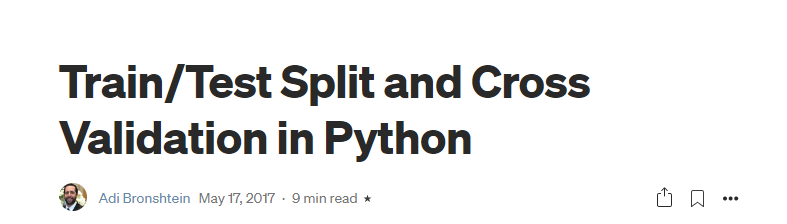 Train/Test Split and Cross
Validation in Python
Adi Bronshtein May 17, 2017 · 9 min read ★